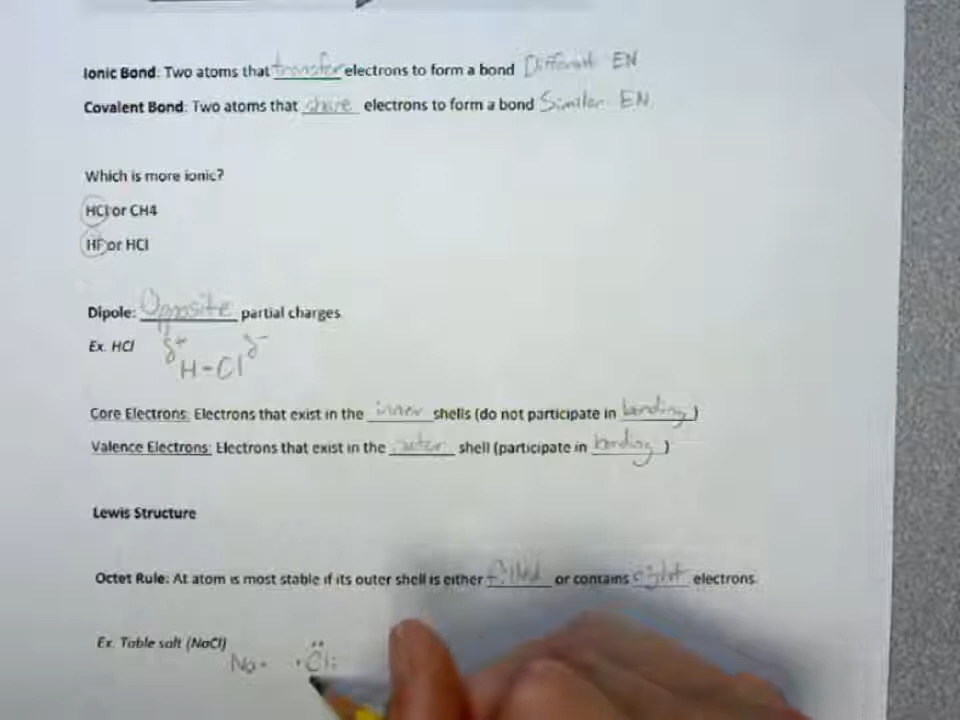 Ionic Bond: Two atoms that transfer electrons to form a bond Different EN
Covalent Bond: Two atoms that share electrons to form a bond Similar EN
Which is more ionic?
HCl or CH4
HF or HCl
Dipole: Opposite partial charges
Ex. HCl δ+ H-Cl δ-
Core Electrons: Electrons that exist in the inner shells (do not participate in bonding)
Valence Electrons: Electrons that exist in the outer shell (participate in bonding)
Lewis Structure
Octet Rule: At atom is most stable if its outer shell is either filled or contains eight electrons.
Ex. Table salt (NaCl)
Na· ·Cl: